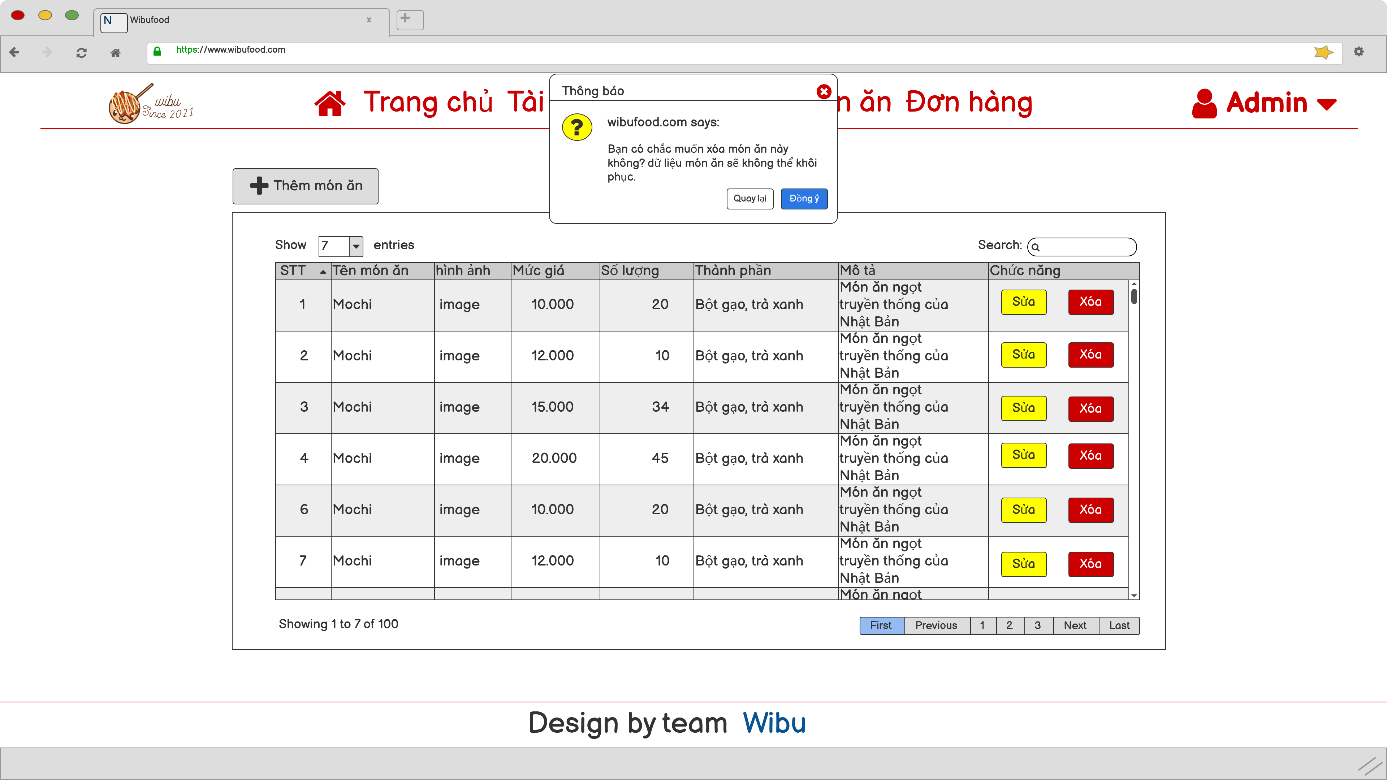 N Wibufood x +
https://www.wibufood.com
wibu
Since 2021
Trang chủ Tài n ăn Đơn hàng
Admin
Thông báo
wibufood.com says:
Bạn có chắc muốn xóa món ăn này
không? dữ liệu món ăn sẽ không thể khôi
phục.
Quay lại Đồng ý
Thêm món ăn
Show 7 entries Search:
STT Tên món ăn hình ảnh Mức giá Số lượng Thành phần Mô tả Chức năng
1 Mochi image 10.000 20 Bột gạo, trà xanh Món ăn ngọt
truyền thống của
Nhật Bản
Sửa Xóa
2 Mochi image 12.000 10 Bột gạo, trà xanh Món ăn ngọt
truyền thống của
Nhật Bản
Sửa Xóa
3 Mochi image 15.000 34 Bột gạo, trà xanh Món ăn ngọt
truyền thống của
Nhật Bản
Sửa Xóa
4 Mochi image 20.000 45 Bột gạo, trà xanh Món ăn ngọt
truyền thống của
Nhật Bản
Sửa Xóa
6 Mochi image 10.000 20 Bột gạo, trà xanh Món ăn ngọt
truyền thống của
Nhật Bản
Sửa Xóa
7 Mochi image 12.000 10 Bột gạo, trà xanh Món ăn ngọt
truyền thống của
Nhật Bản
Sửa Xóa
Món ăn ngọt
Showing 1 to 7 of 100
First Previous 1 2 3 Next Last
Design by team Wibu